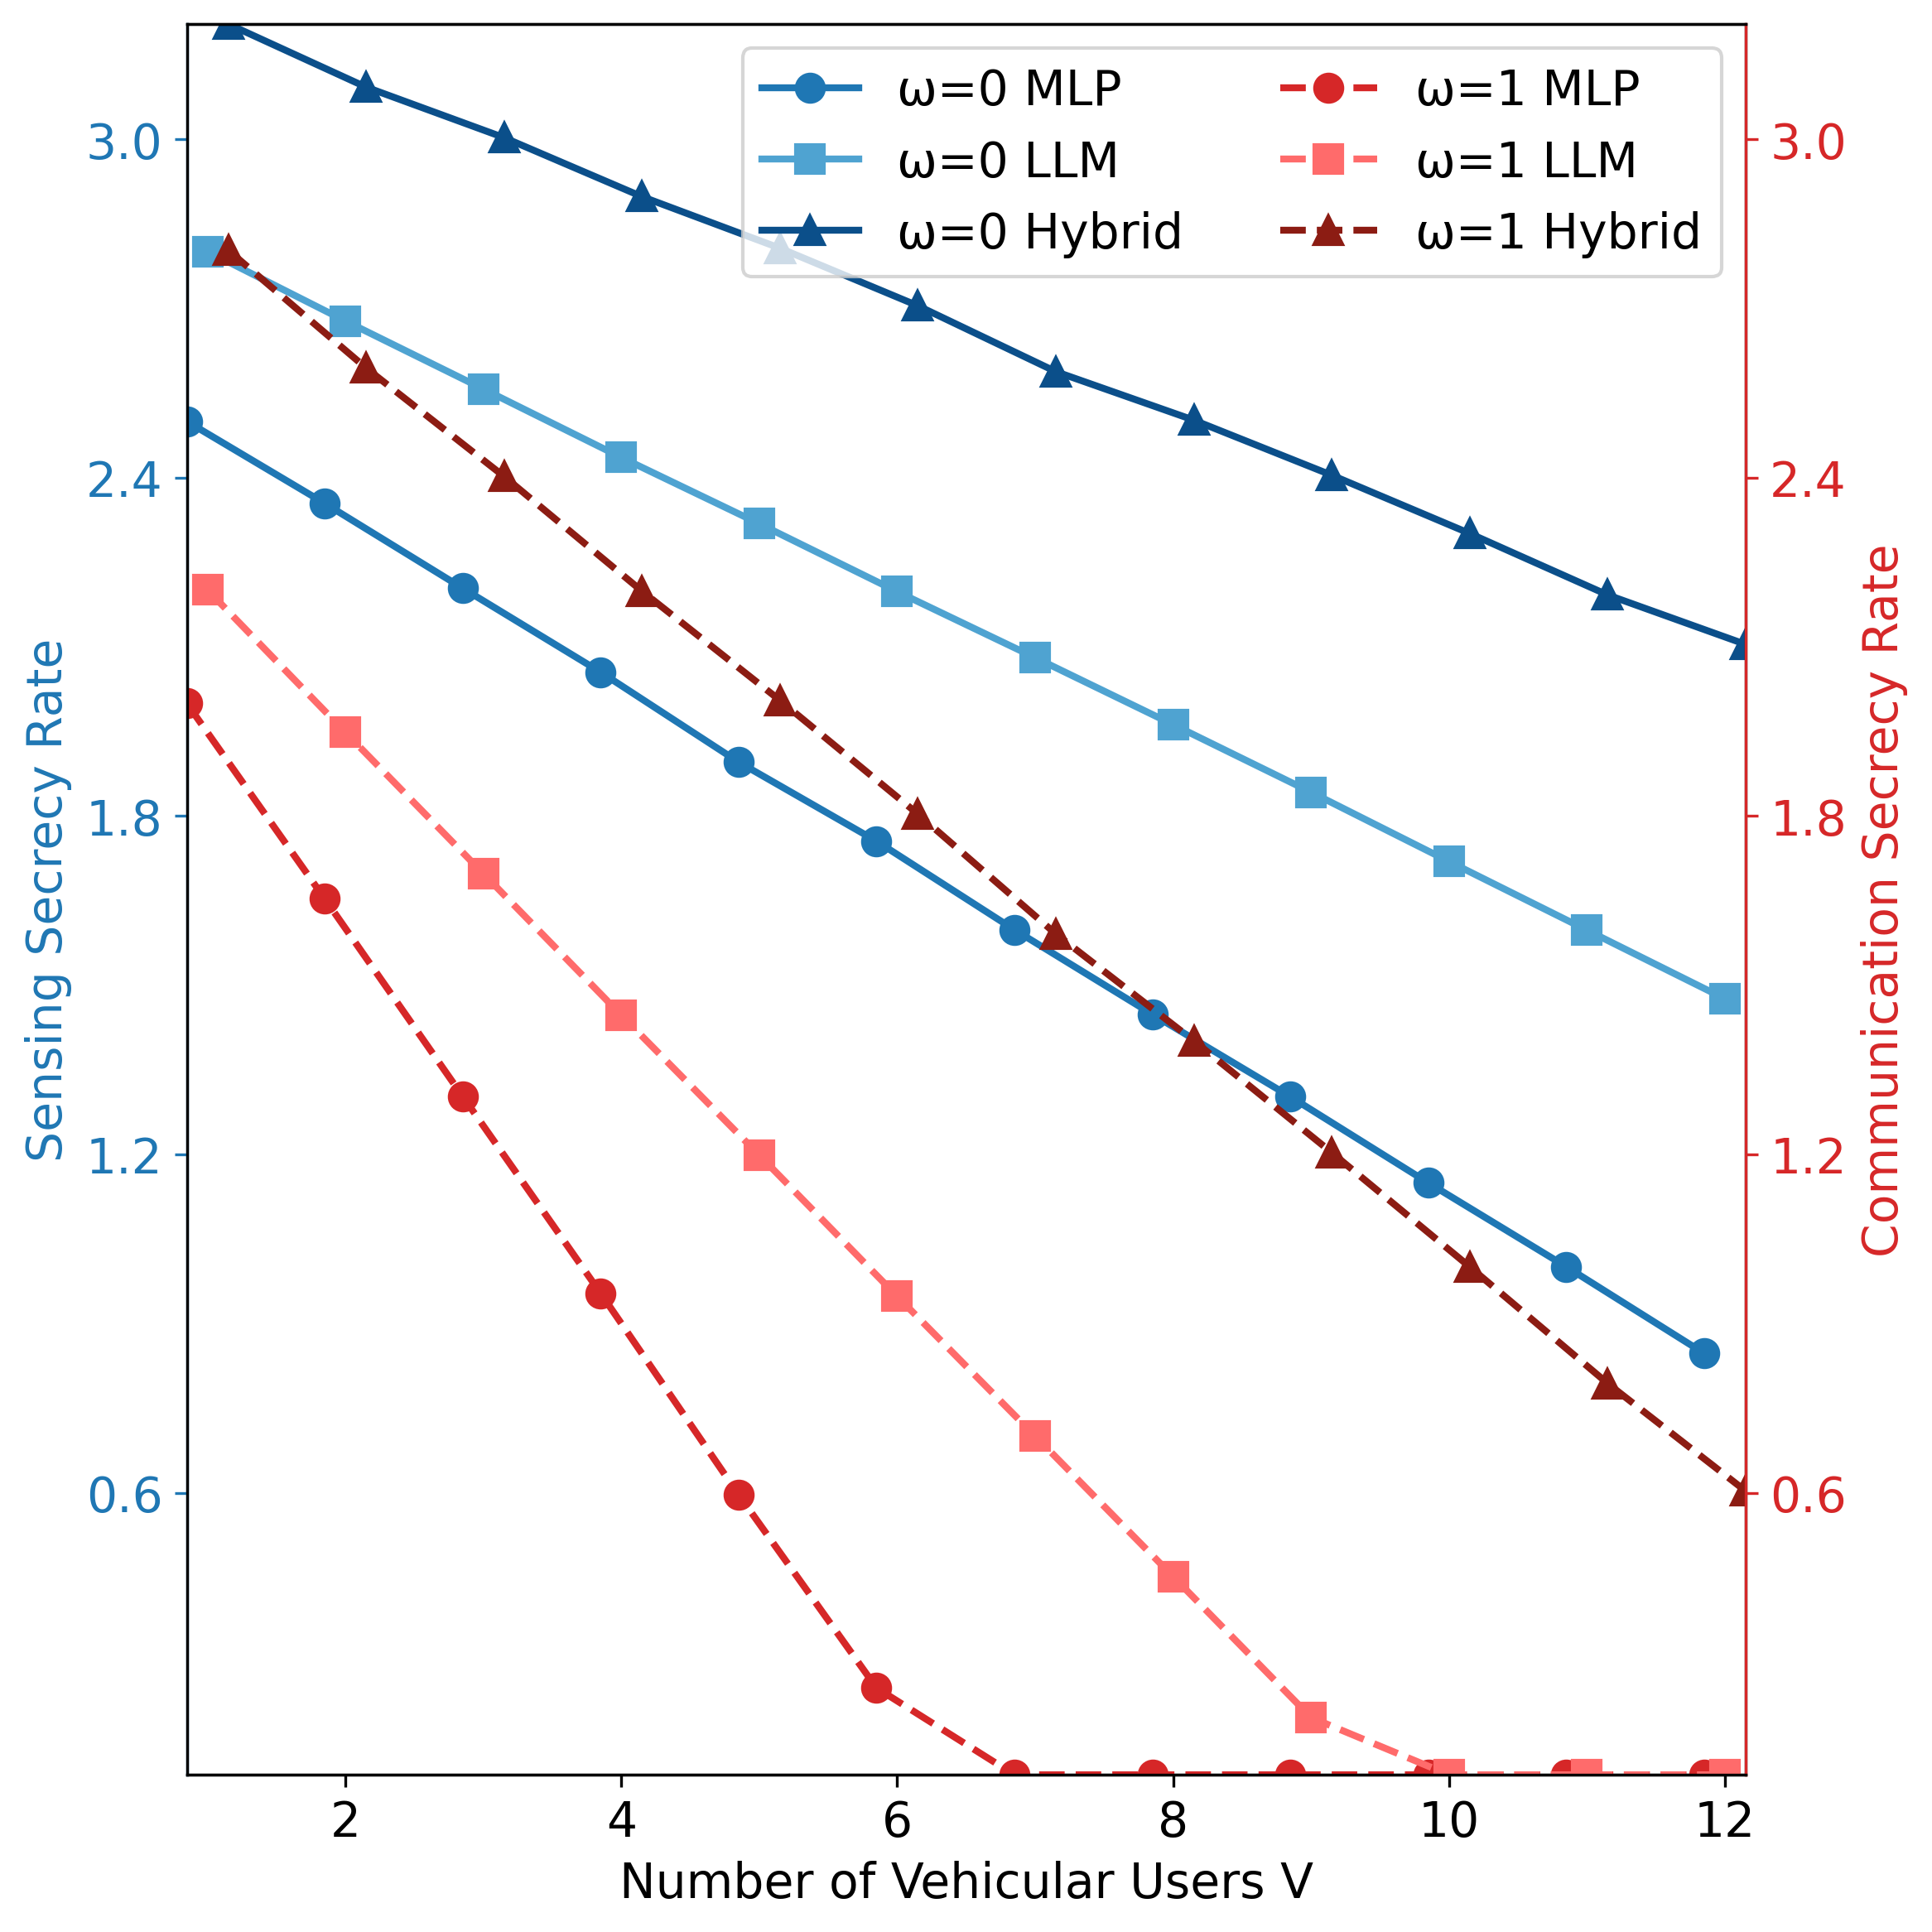 ω=0 MLP
ω=0 LLM
ω=0 Hybrid
ω=1 MLP
ω=1 LLM
ω=1 Hybrid
Sensing Secrecy Rate
3.0
2.4
1.8
1.2
0.6
3.0
2.4
1.8
1.2
0.6
Communication Secrecy Rate
2 4 6 8 10 12
Number of Vehicular Users V